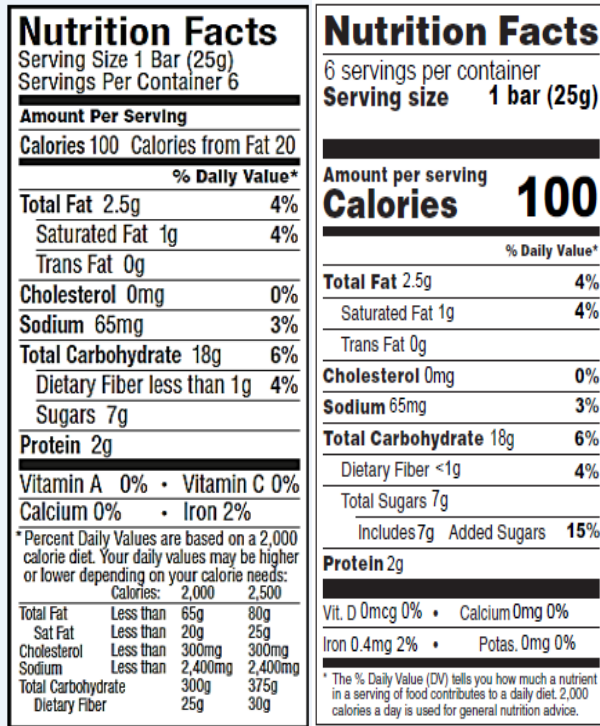 Nutrition Facts
Serving Size 1 Bar (25g)
Servings Per Container 6
Amount Per Serving
Calories 100 Calories from Fat 20
% Daily Value*
Total Fat 2.5g 4%
Saturated Fat 1g 4%
Trans Fat 0g
Cholesterol 0mg 0%
Sodium 65mg 3%
Total Carbohydrate 18g 6%
Dietary Fiber less than 1g 4%
Sugars 7g
Protein 2g
Vitamin A 0% • Vitamin C 0%
Calcium 0% • Iron 2%
* Percent Daily Values are based on a 2,000
calorie diet. Your daily values may be higher
or lower depending on your calorie needs:
Calories: 2,000 2,500
Total Fat Less than 65g 80g
Sat Fat Less than 20g 25g
Cholesterol Less than 300mg 300mg
Sodium Less than 2,400mg 2,400mg
Total Carbohydrate 300g 375g
Dietary Fiber 25g 30g
Nutrition Facts
6 servings per container
Serving size 1 bar (25g)
Amount per serving
Calories 100
% Daily Value*
Total Fat 2.5g 4%
Saturated Fat 1g 4%
Trans Fat 0g
Cholesterol 0mg 0%
Sodium 65mg 3%
Total Carbohydrate 18g 6%
Dietary Fiber <1g 4%
Total Sugars 7g
Includes 7g Added Sugars 15%
Protein 2g
Vit. D 0mcg 0% • Calcium 0mg 0%
Iron 0.4mg 2% • Potas. 0mg 0%
* The % Daily Value (DV) tells you how much a nutrient
in a serving of food contributes to a daily diet. 2,000
calories a day is used for general nutrition advice.